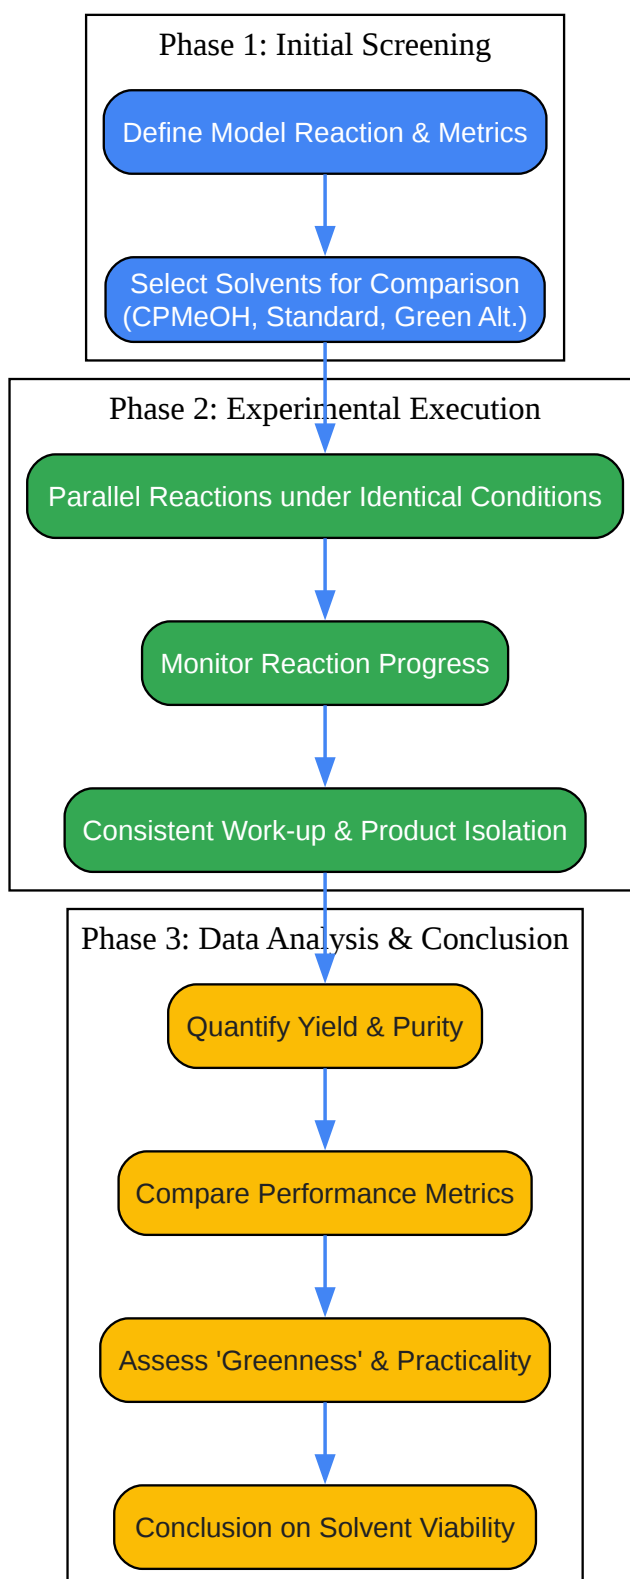 Phase 1: Initial Screening
Define Model Reaction & Metrics
Select Solvents for Comparison
(CPMeOH, Standard, Green Alt.)
Phase 2: Experimental Execution
Parallel Reactions under Identical Conditions
Monitor Reaction Progress
Consistent Work-up & Product Isolation
Phase 3: Data Analysis & Conclusion
Quantify Yield & Purity
Compare Performance Metrics
Assess 'Greenness' & Practicality
Conclusion on Solvent Viability